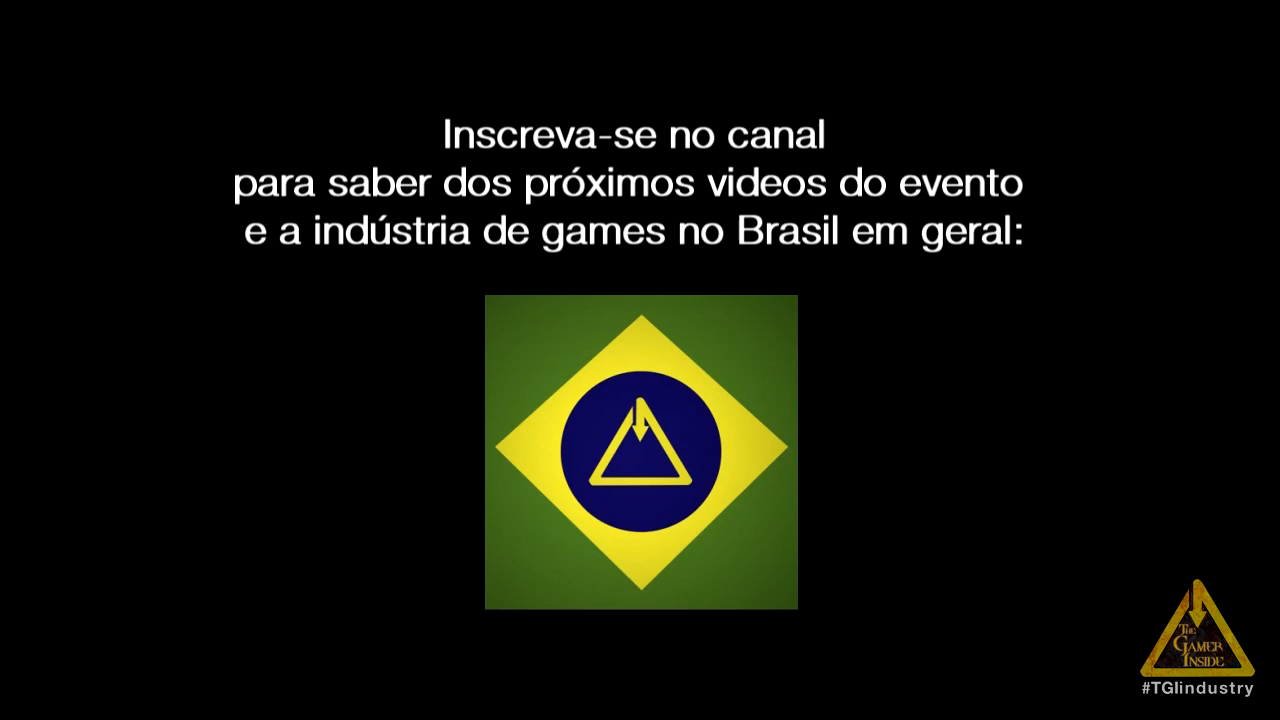 Inscreva-se no canal
para saber dos próximos videos do evento
e a indústria de games no Brasil em geral:
THE
GAMER
INSIDE
#TGIindustry